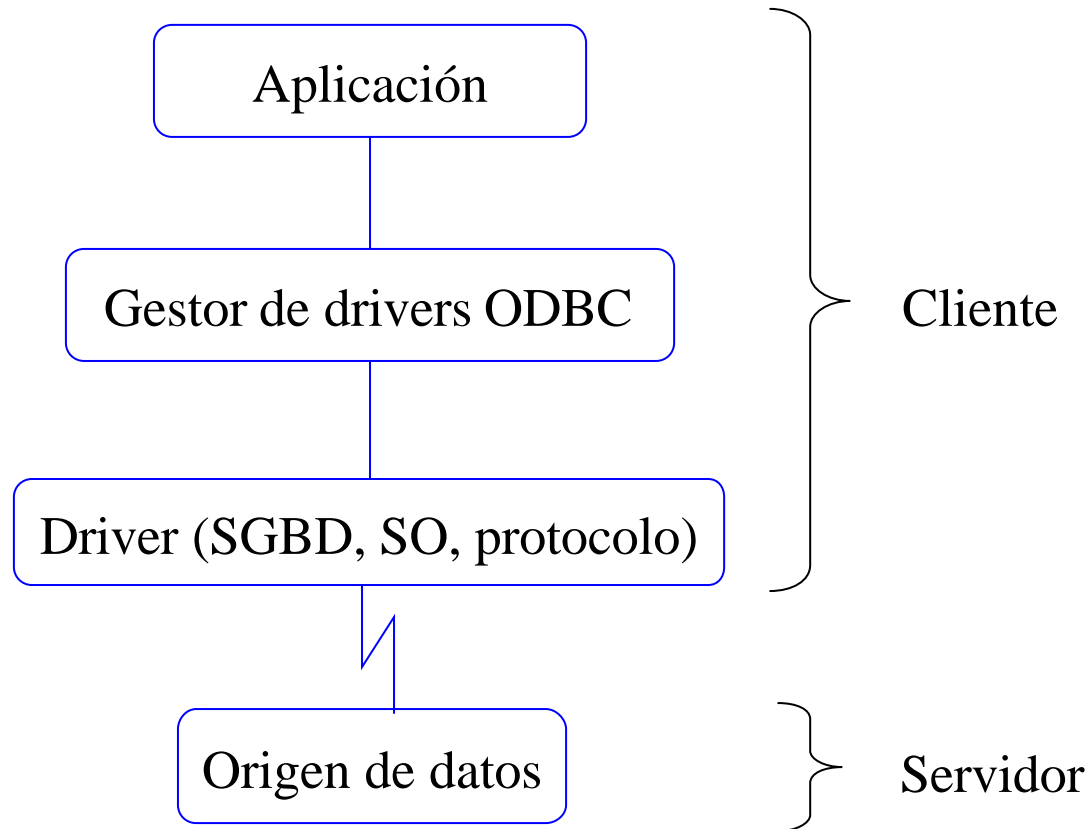 Aplicación
Gestor de drivers ODBC
Cliente
Driver (SGBD, SO, protocolo)
Origen de datos
Servidor